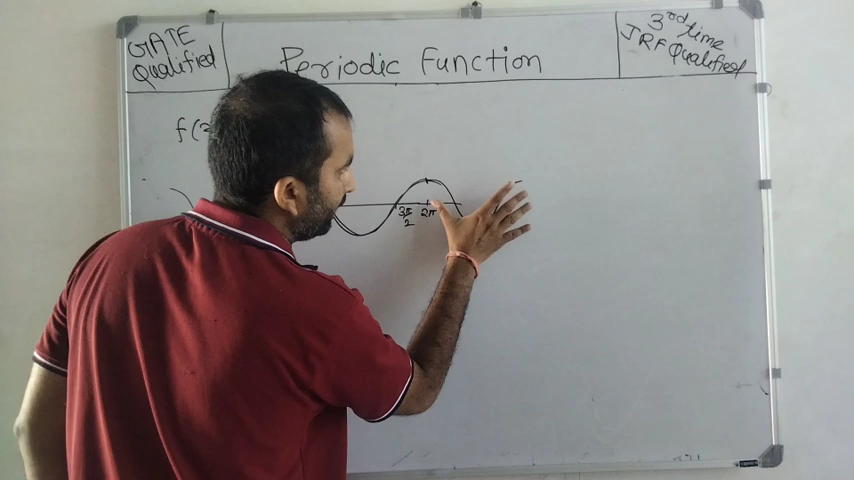 GATE
Qualified
Periodic Function
3rd time
JRF Qualified
f(
3π/2 2π